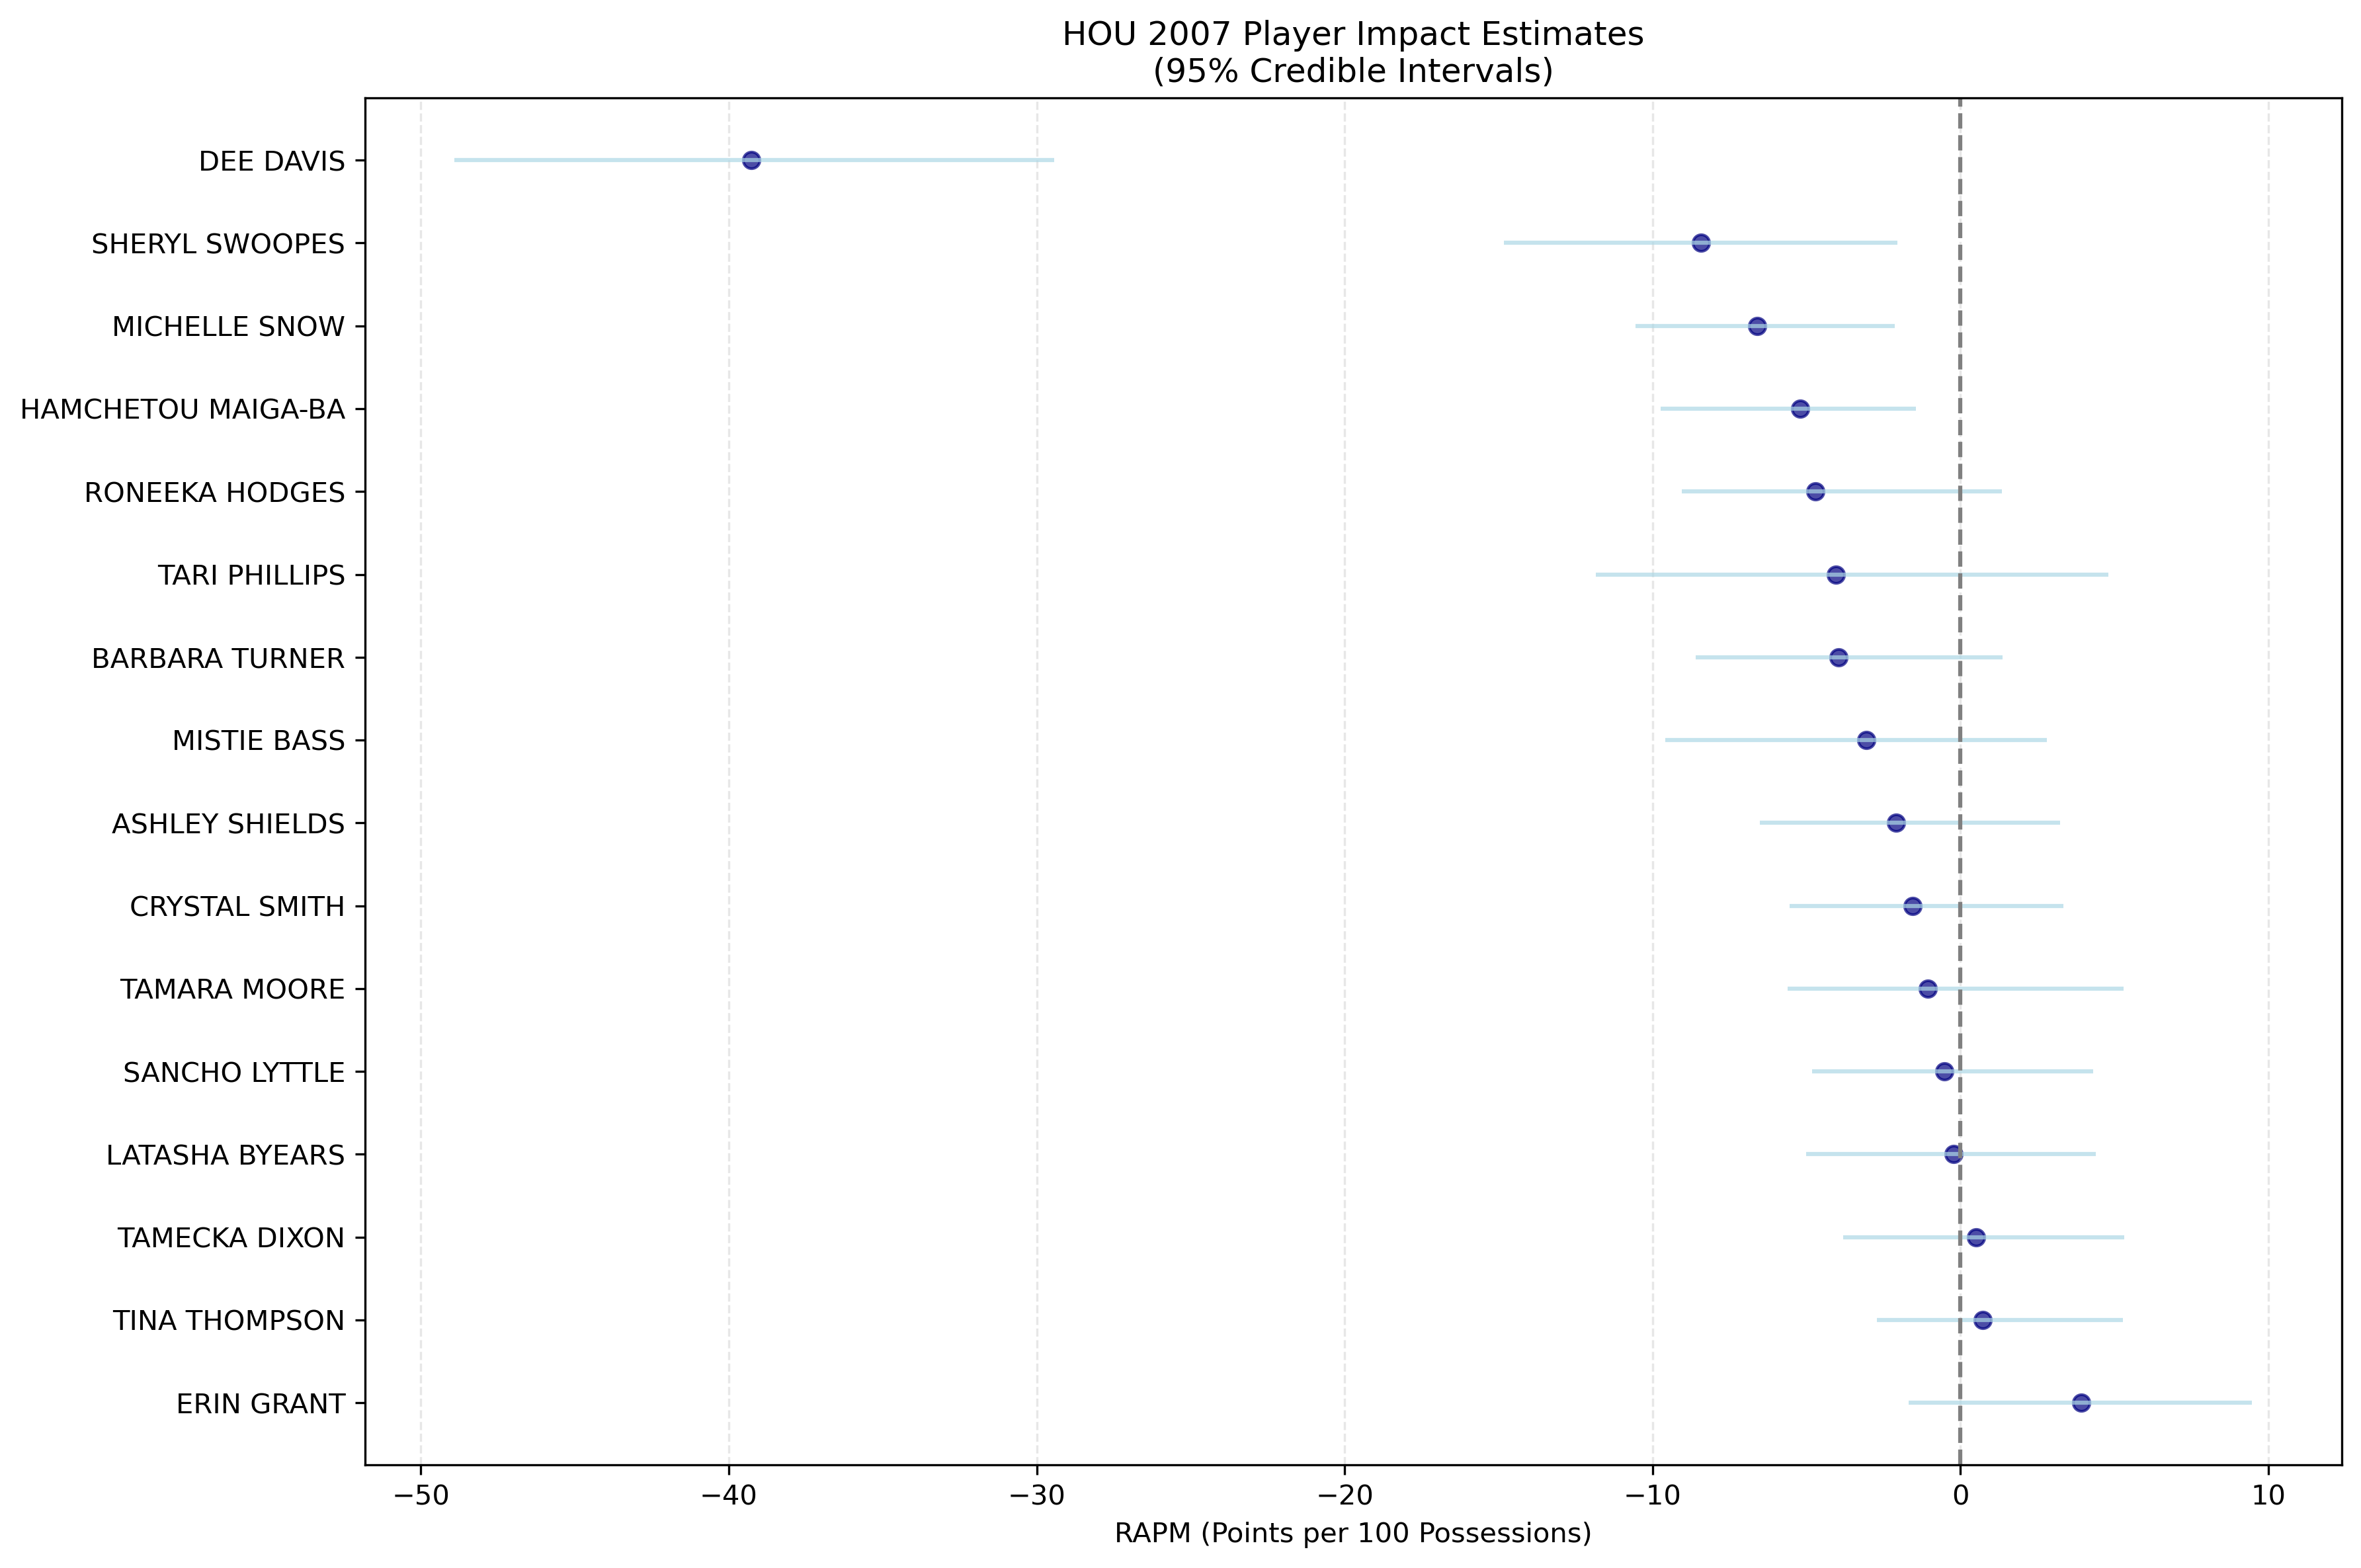 HOU 2007 Player Impact Estimates
(95% Credible Intervals)
DEE DAVIS
SHERYL SWOOPES
MICHELLE SNOW
HAMCHETOU MAIGA-BA
RONEEKA HODGES
TARI PHILLIPS
BARBARA TURNER
MISTIE BASS
ASHLEY SHIELDS
CRYSTAL SMITH
TAMARA MOORE
SANCHO LYTTLE
LATASHA BYEARS
TAMECKA DIXON
TINA THOMPSON
ERIN GRANT
−50 −40 −30 −20 −10 0 10
RAPM (Points per 100 Possessions)